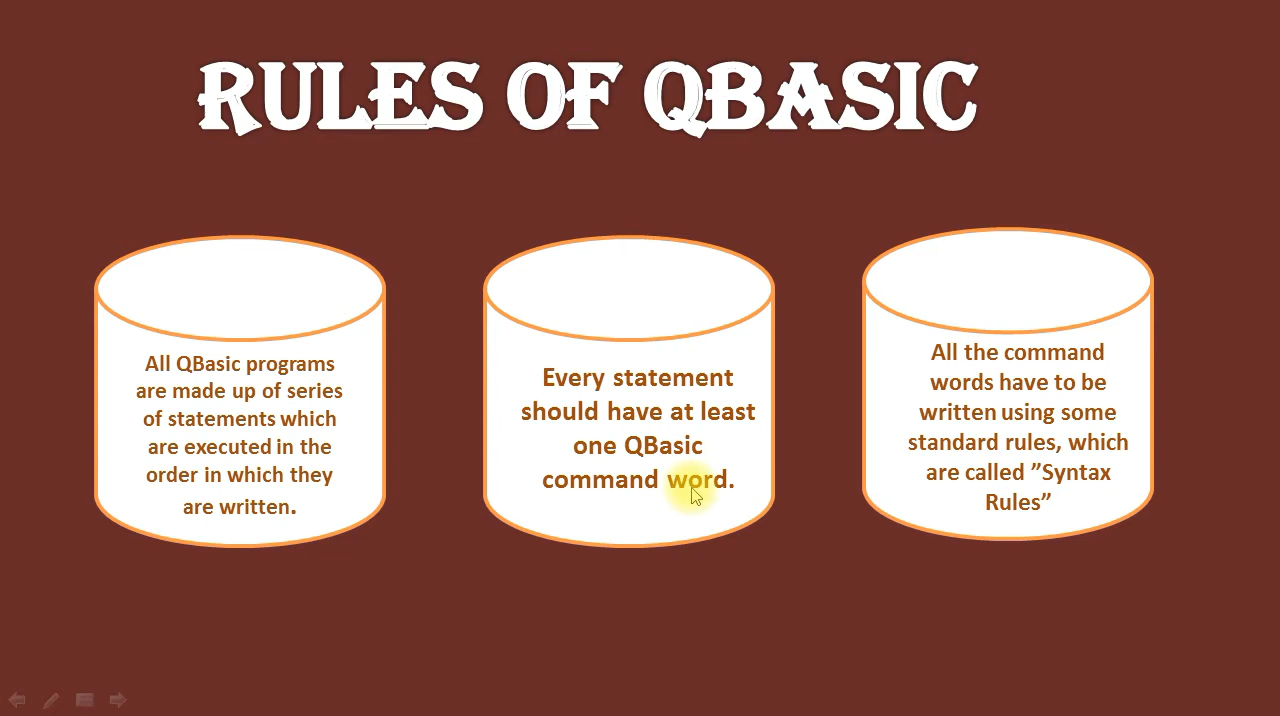 RULES OF QBASIC
All QBasic programs
are made up of series
of statements which
are executed in the
order in which they
are written.
Every statement
should have at least
one QBasic
command word.
All the command
words have to be
written using some
standard rules, which
are called ”Syntax
Rules”